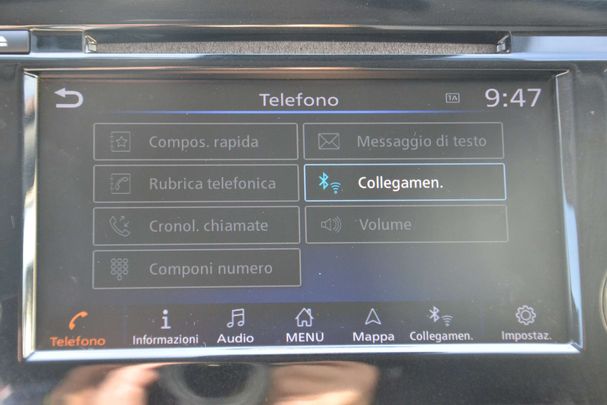 Telefono
1A
9:47
Compos. rapida
Messaggio di testo
Rubrica telefonica
Collegamen.
Cronol. chiamate
Volume
Componi numero
Telefono
Informazioni
Audio
MENU
Mappa
Collegamen.
Impostaz.